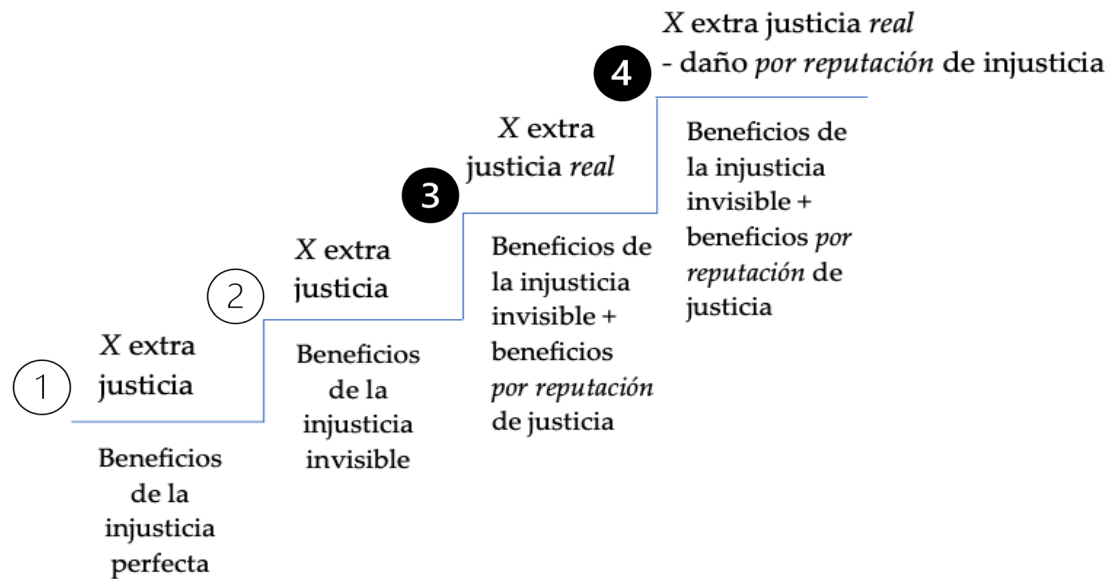 1
X extra
justicia
Beneficios
de la
injusticia
perfecta
2
X extra
justicia
Beneficios
de la
injusticia
invisible
3
X extra
justicia real
Beneficios de
la injusticia
invisible +
beneficios
por reputación
de justicia
4
X extra justicia real
- daño por reputación de injusticia
Beneficios de
la injusticia
invisible +
beneficios por
reputación de
justicia